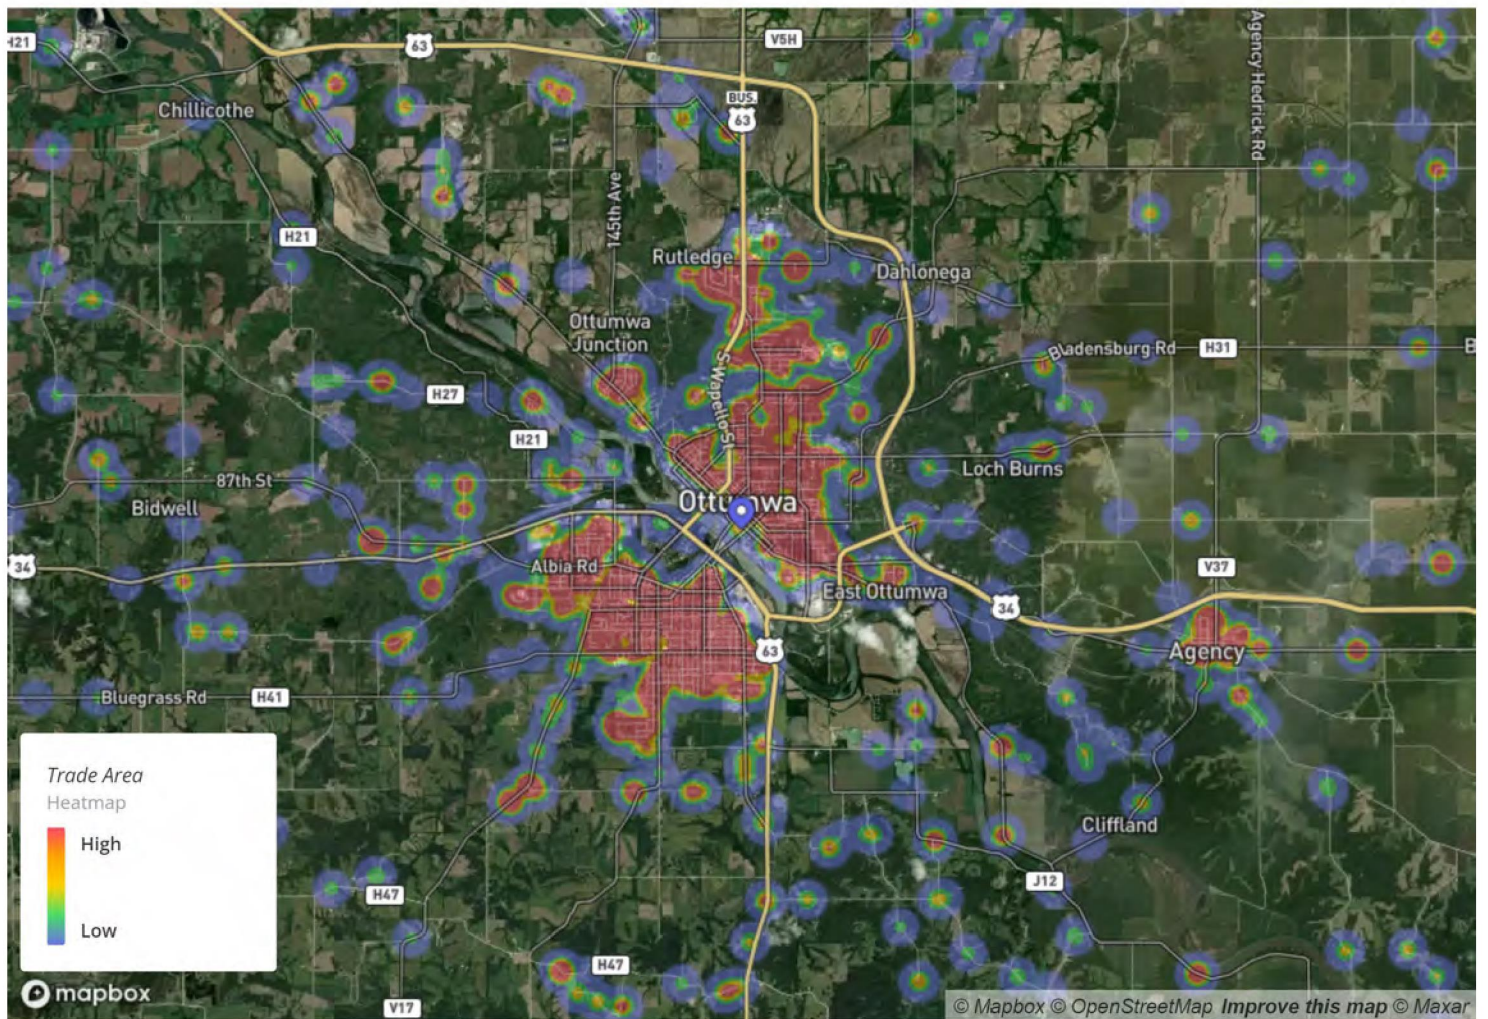 H21
63
V5H
Agency Hedrick Rd
Chillicothe
BUS.
63
145th Ave
H21
Rutledge
Dahlonega
Ottumwa
Junction
S Wapello St
Bladensburg Rd
H31
B
H27
H21
Loch Burns
87th St
Bidwell
Ottumwa
34
Albia Rd
V37
East Ottumwa
34
63
Agency
Bluegrass Rd
H41
Trade Area
Heatmap
High
Low
Cliffland
J12
H47
H47
V17
mapbox
© Mapbox © OpenStreetMap Improve this map © Maxar